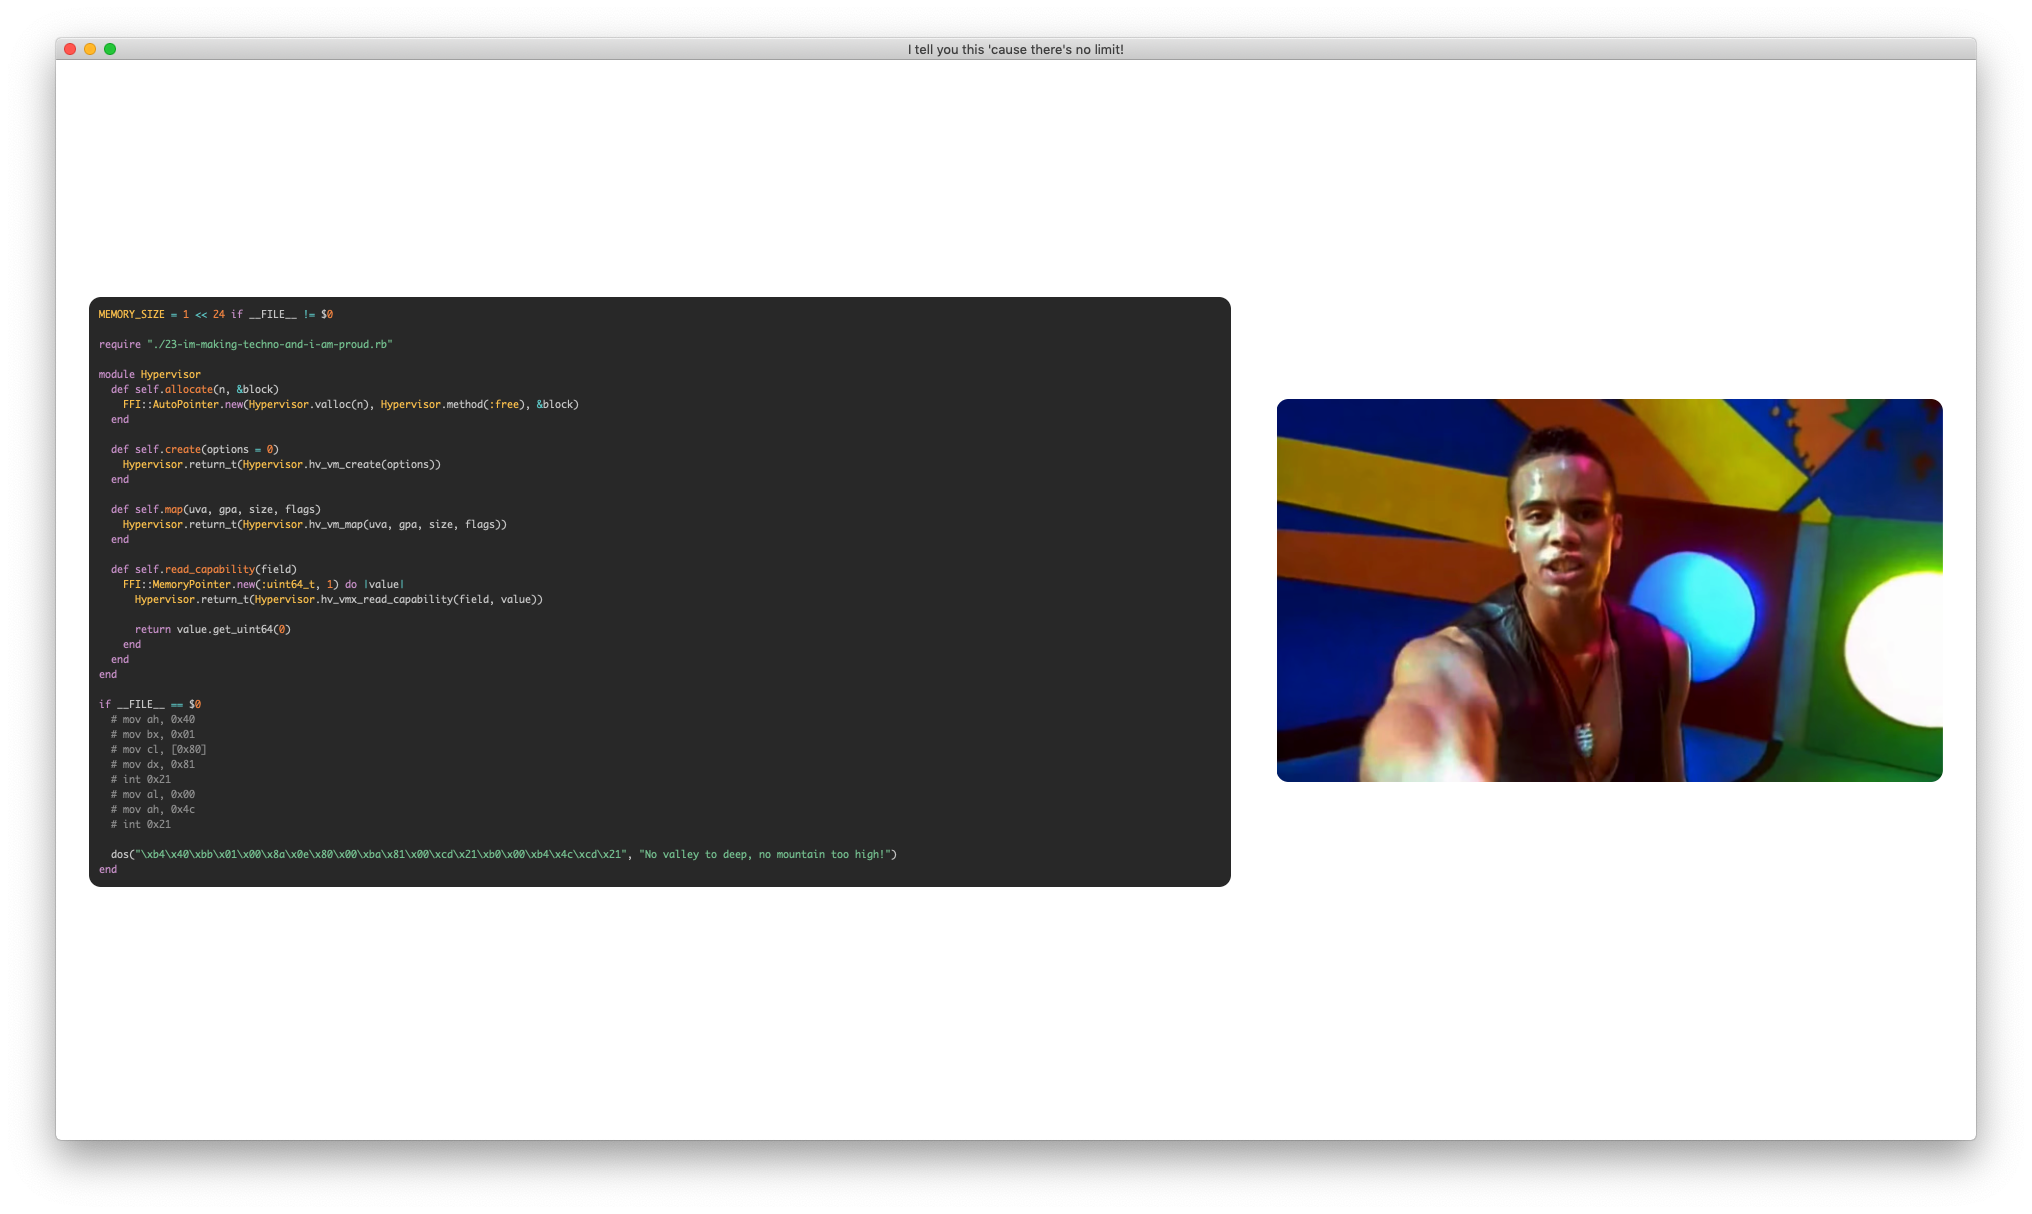 I tell you this 'cause there's no limit!
MEMORY_SIZE = 1 << 24 if __FILE__ != $0
require "./23-im-making-techno-and-i-am-proud.rb"
module Hypervisor
  def self.allocate(n, &block)
    FFI::AutoPointer.new(Hypervisor.valloc(n), Hypervisor.method(:free), &block)
  end
  def self.create(options = 0)
    Hypervisor.return_t(Hypervisor.hv_vm_create(options))
  end
  def self.map(uva, gpa, size, flags)
    Hypervisor.return_t(Hypervisor.hv_vm_map(uva, gpa, size, flags))
  end
  def self.read_capability(field)
    FFI::MemoryPointer.new(:uint64_t, 1) do |value|
      Hypervisor.return_t(Hypervisor.hv_vmx_read_capability(field, value))
      return value.get_uint64(0)
    end
  end
end
if __FILE__ == $0
  # mov ah, 0x40
  # mov bx, 0x01
  # mov cl, [0x80]
  # mov dx, 0x81
  # int 0x21
  # mov al, 0x00
  # mov ah, 0x4c
  # int 0x21
  dos("\xb4\x40\xbb\x01\x00\x8a\x0e\x80\x00\xba\x81\x00\xcd\x21\xb0\x00\xb4\x4c\xcd\x21", "No valley to deep, no mountain too high!")
end